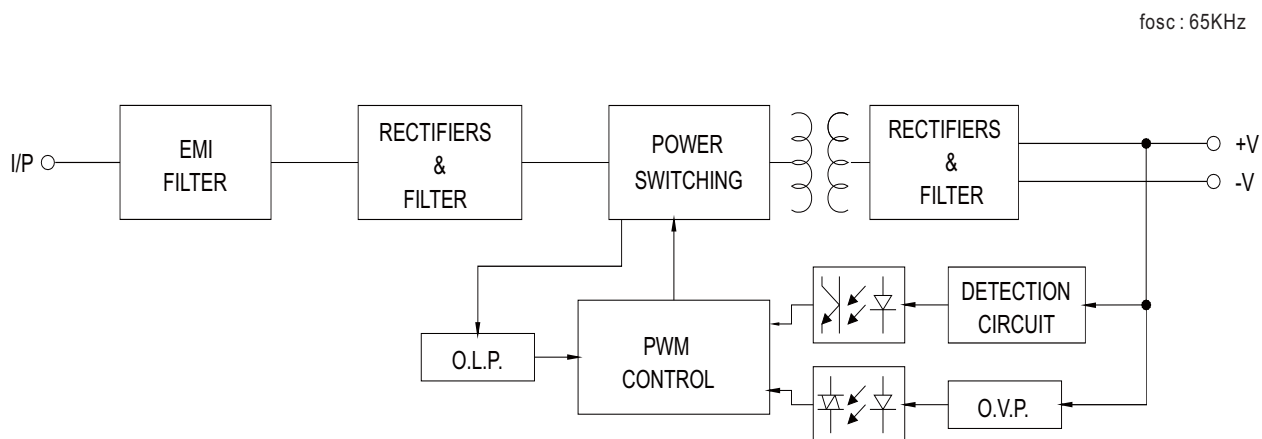 fosc : 65KHz
I/P
EMI
FILTER
RECTIFIERS
&
FILTER
POWER
SWITCHING
RECTIFIERS
&
FILTER
+V
-V
O.L.P.
PWM
CONTROL
DETECTION
CIRCUIT
O.V.P.